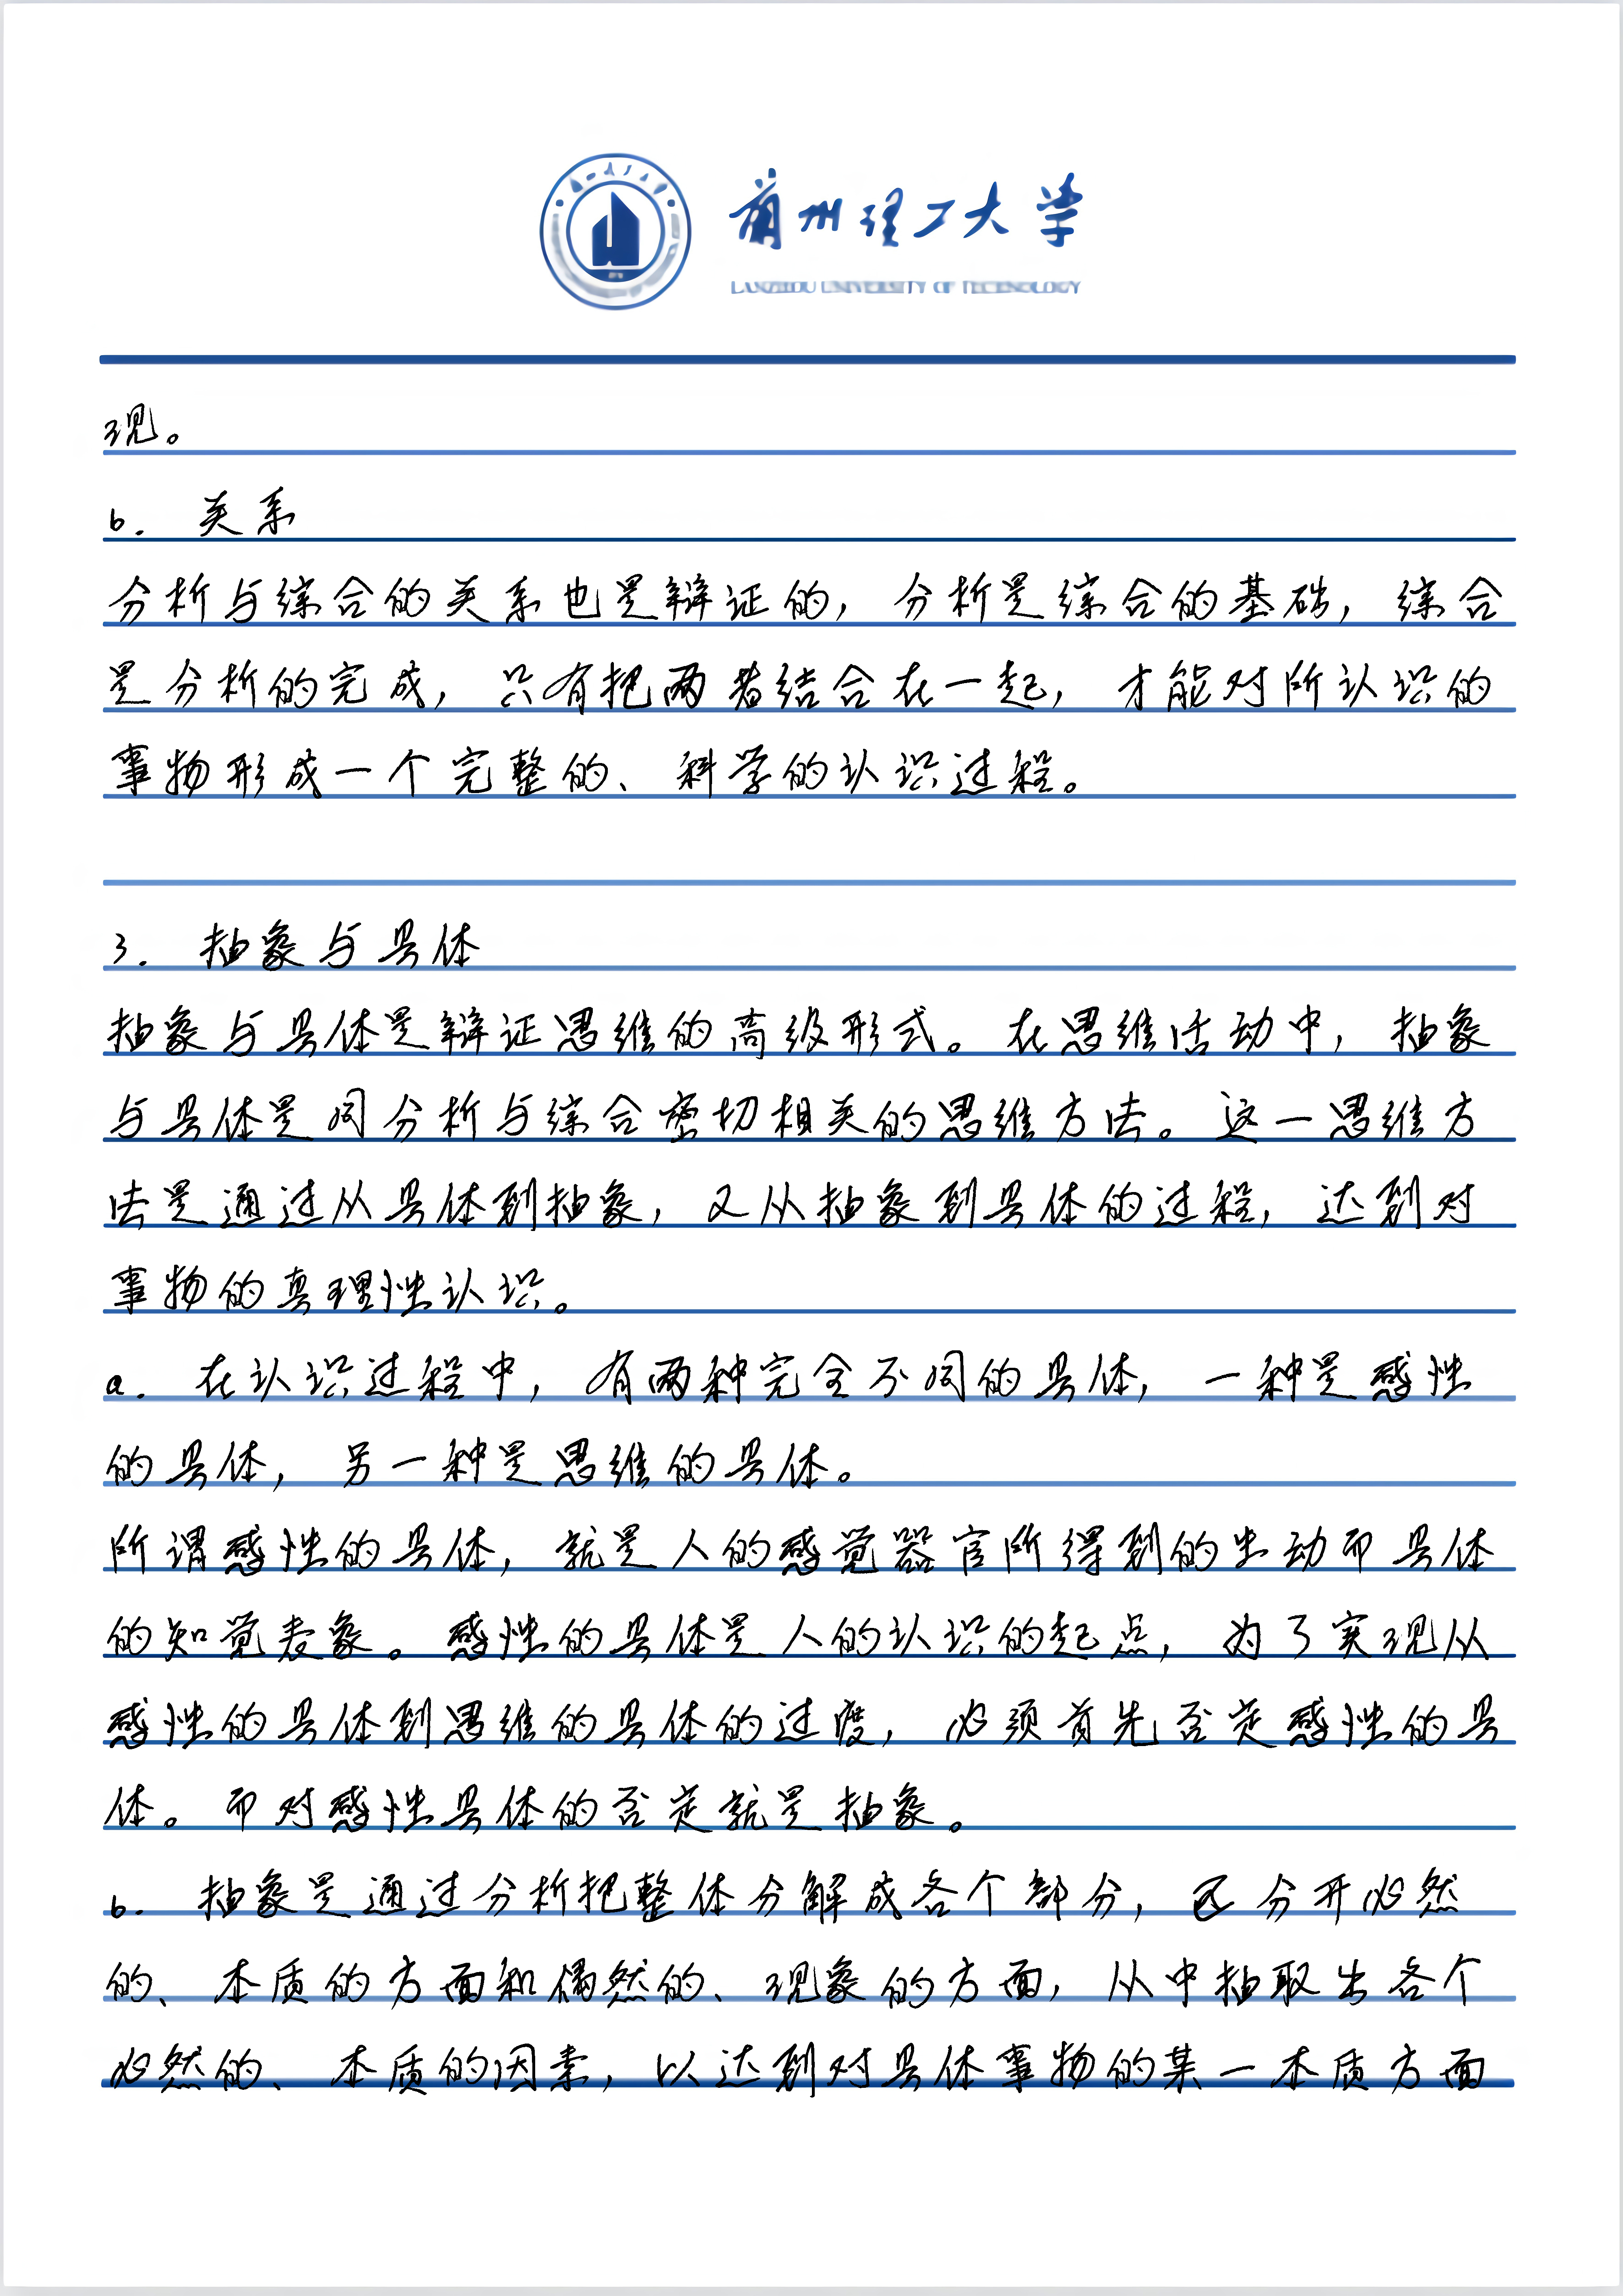 兰州理工大学
LANZHOU UNIVERSITY OF TECHNOLOGY
现。
b. 关系
分析与综合的关系也是辩证的，分析是综合的基础，综合
是分析的完成，只有把两者结合在一起，才能对所认识的
事物形成一个完整的、科学的认识过程。
3. 抽象与具体
抽象与具体是辩证思维的高级形式。在思维活动中，抽象
与具体是同分析与综合密切相关的思维方法。这一思维方
法是通过从具体到抽象，又从抽象到具体的过程，达到对
事物的真理性认识。
a. 在认识过程中，有两种完全不同的具体，一种是感性
的具体，另一种是思维的具体。
所谓感性的具体，就是人的感觉器官所得到的生动而具体
的知觉表象。感性的具体是人的认识的起点，为了实现从
感性的具体到思维的具体的过度，必须首先否定感性的具
体。而对感性具体的否定就是抽象。
b. 抽象是通过分析把整体分解成各个部分，区分开必然
的、本质的方面和偶然的、现象的方面，从中抽取出各个
必然的、本质的因素，以达到对具体事物的某一本质方面